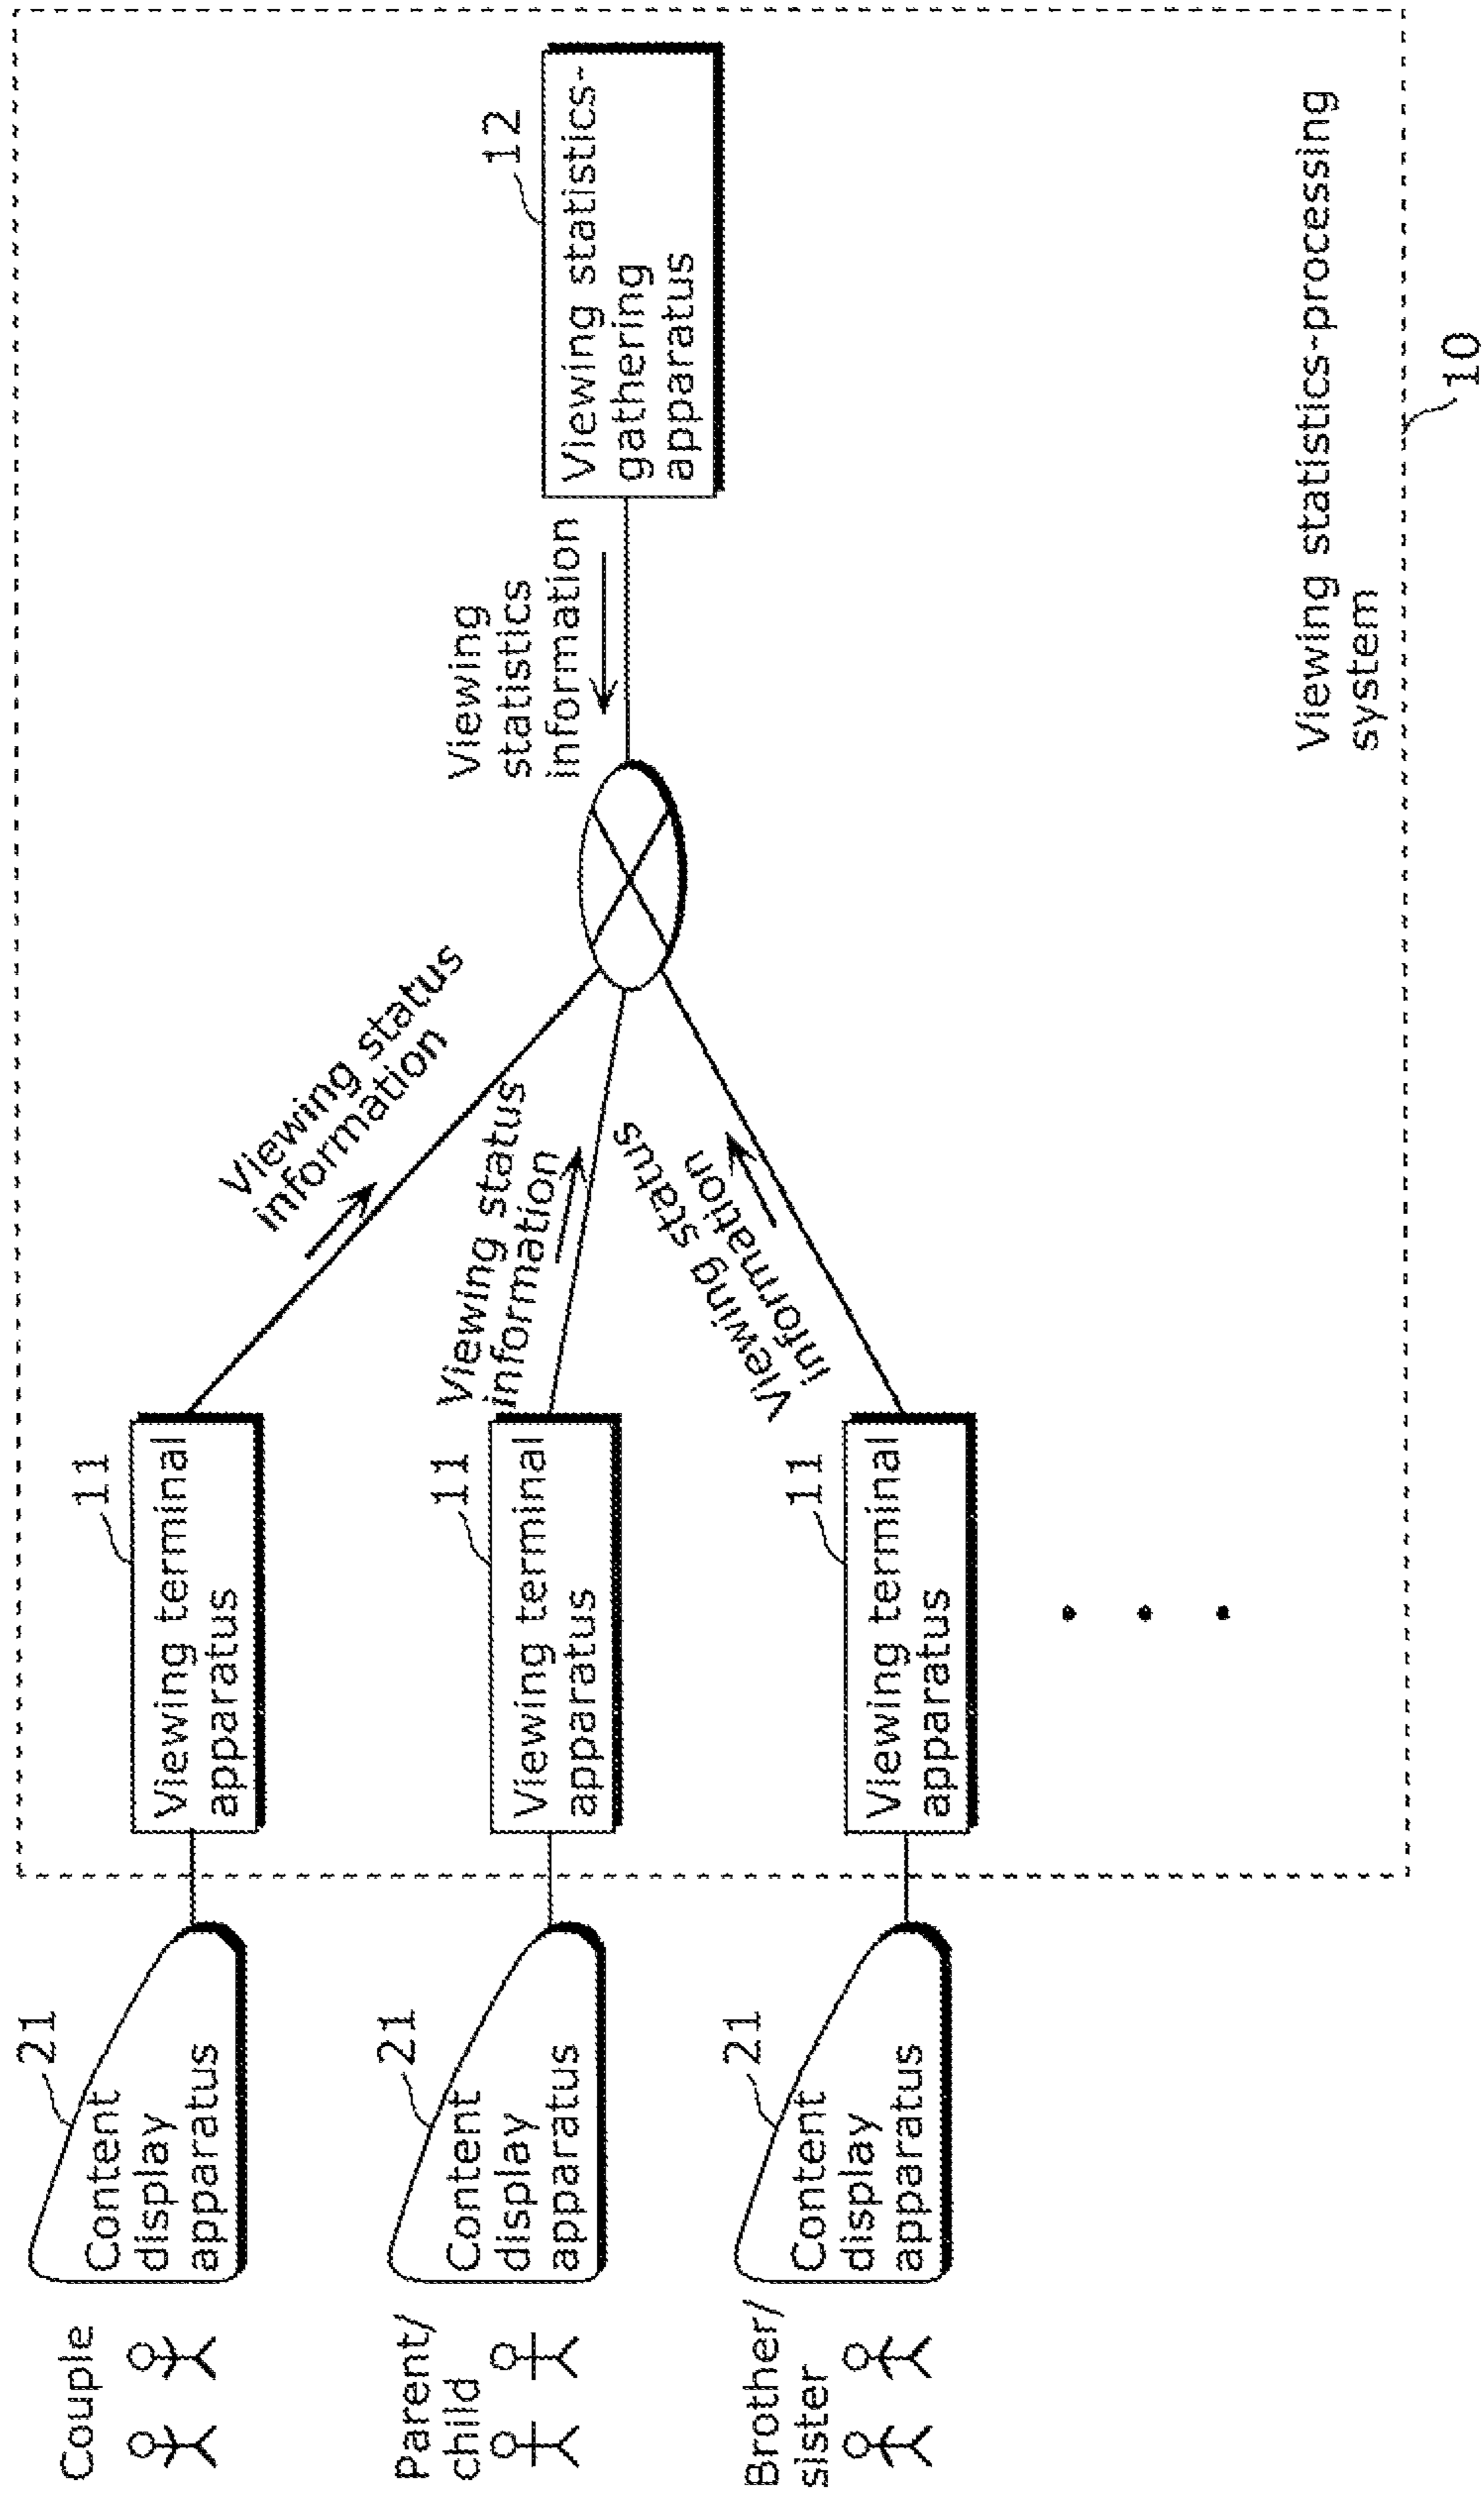 Couple
21
Content
display
apparatus
11
Viewing terminal
apparatus
Viewing status
information
Parent/
child
21
Content
display
apparatus
11
Viewing terminal
apparatus
Viewing status
information
Brother/
sister
21
Content
display
apparatus
11
Viewing terminal
apparatus
Viewing status
information
Viewing
statistics
information
12
Viewing statistics-
gathering
apparatus
Viewing statistics-processing
system
10